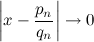 \left| x - \frac{p_n}{q_n} \right| \to 0